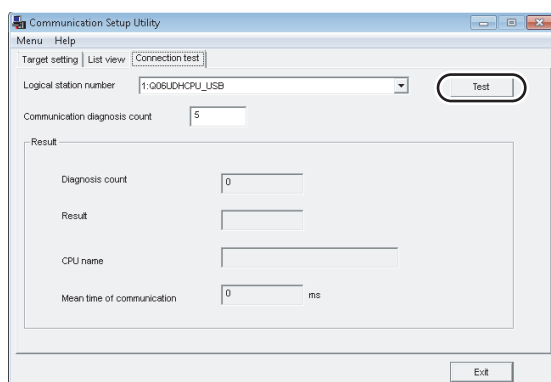 Communication Setup Utility
Menu Help
Target setting List view Connection test
Logical station number 1:Q06UDHCPU_USB Test
Communication diagnosis count 5
Result
Diagnosis count 0
Result
CPU name
Mean time of communication 0 ms
Exit